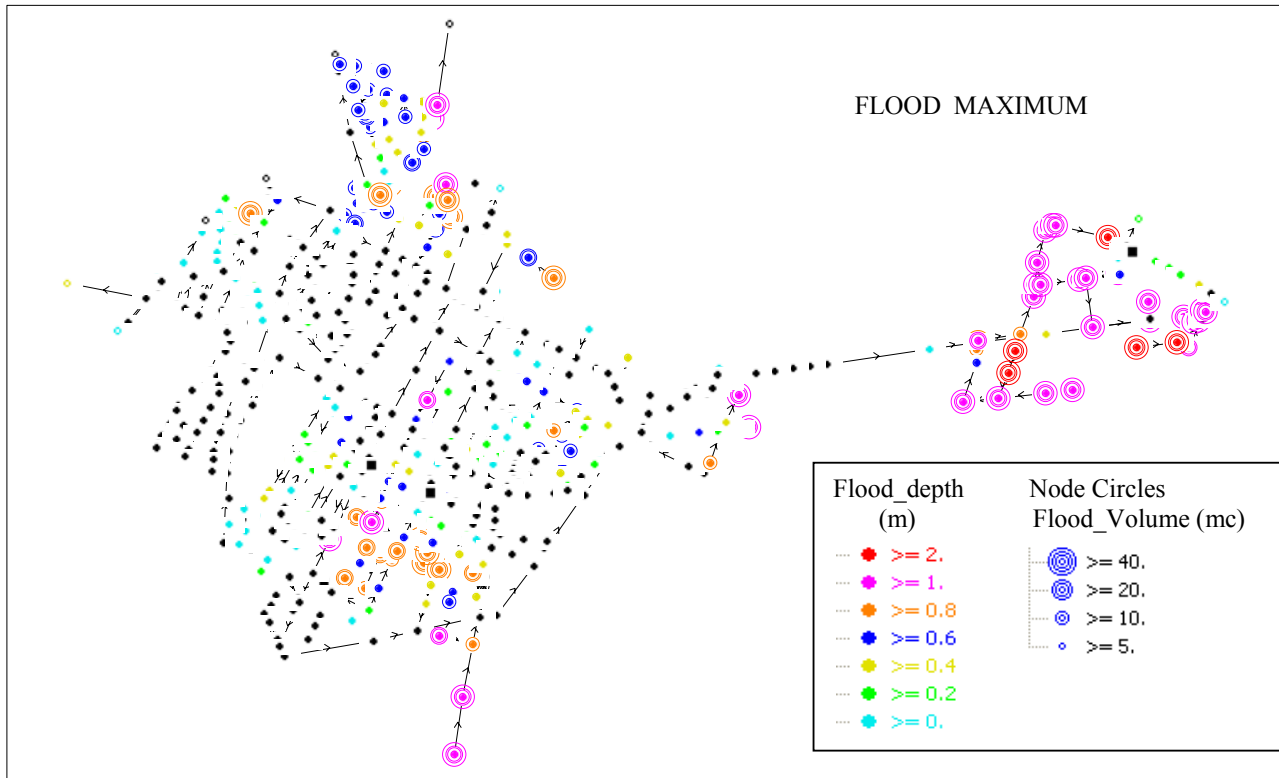 FLOOD MAXIMUM
Flood_depth
(m)
>= 2.
>= 1.
>= 0.8
>= 0.6
>= 0.4
>= 0.2
>= 0.
Node Circles
Flood_Volume (mc)
>= 40.
>= 20.
>= 10.
>= 5.